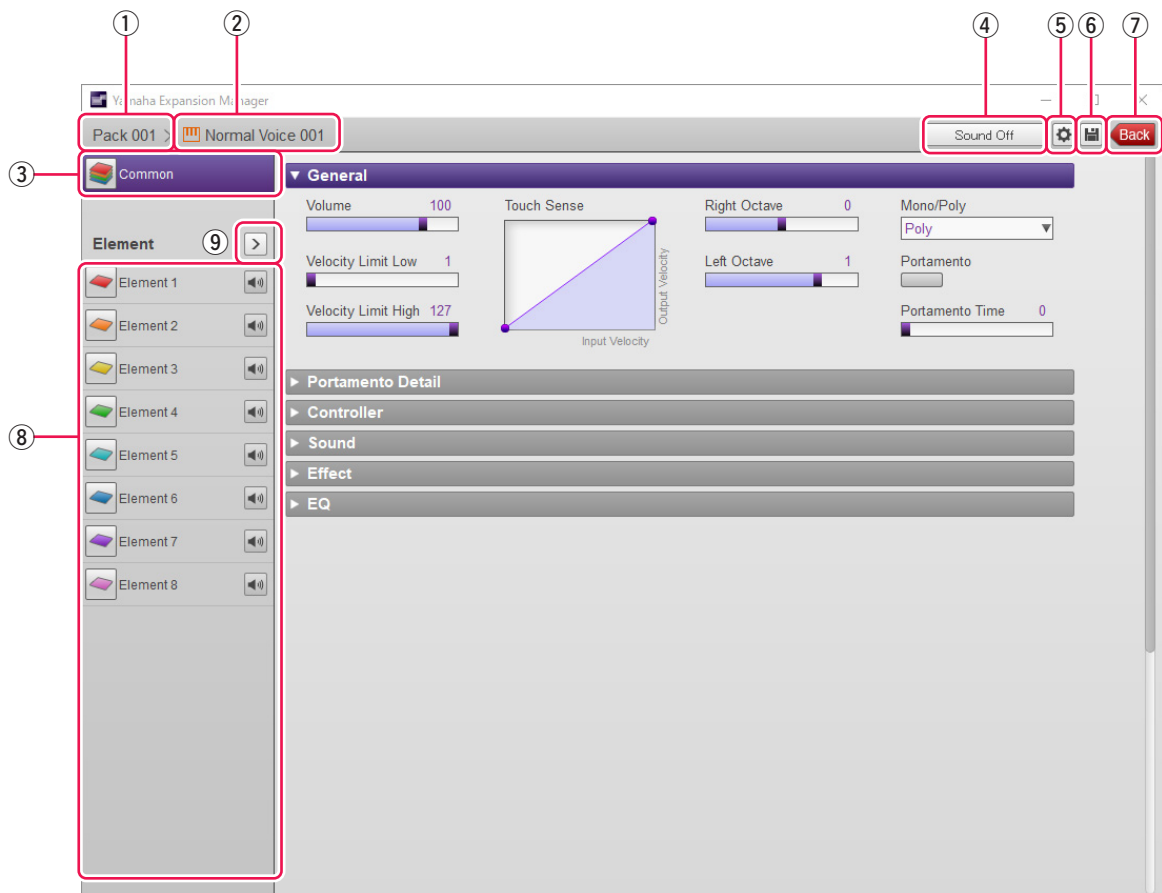 ① ② ④ ⑤ ⑥ ⑦
Yamaha Expansion Manager
Pack 001 > Normal Voice 001 Sound Off Back
③ Common
▼ General
Volume 100
Velocity Limit Low 1
Velocity Limit High 127
Touch Sense
Output Velocity
Input Velocity
Right Octave 0
Left Octave 1
Mono/Poly
Poly ▼
Portamento
Portamento Time 0
▶ Portamento Detail
▶ Controller
▶ Sound
▶ Effect
▶ EQ
Element ⑨ >
⑧
Element 1
Element 2
Element 3
Element 4
Element 5
Element 6
Element 7
Element 8